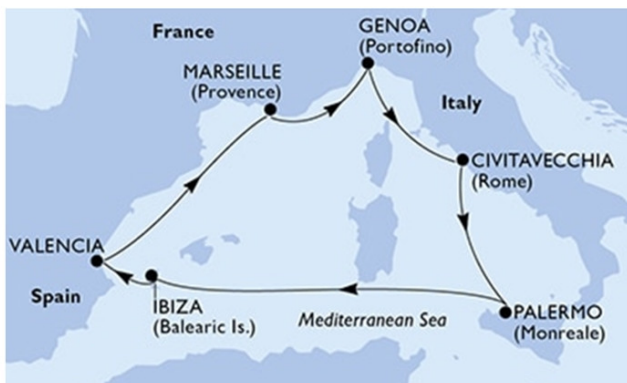 France
GENOA
(Portofino)
MARSEILLE
(Provence)
Italy
CIVITAVECCHIA
(Rome)
VALENCIA
Spain
IBIZA
(Balearic Is.)
Mediterranean Sea
PALERMO
(Monreale)